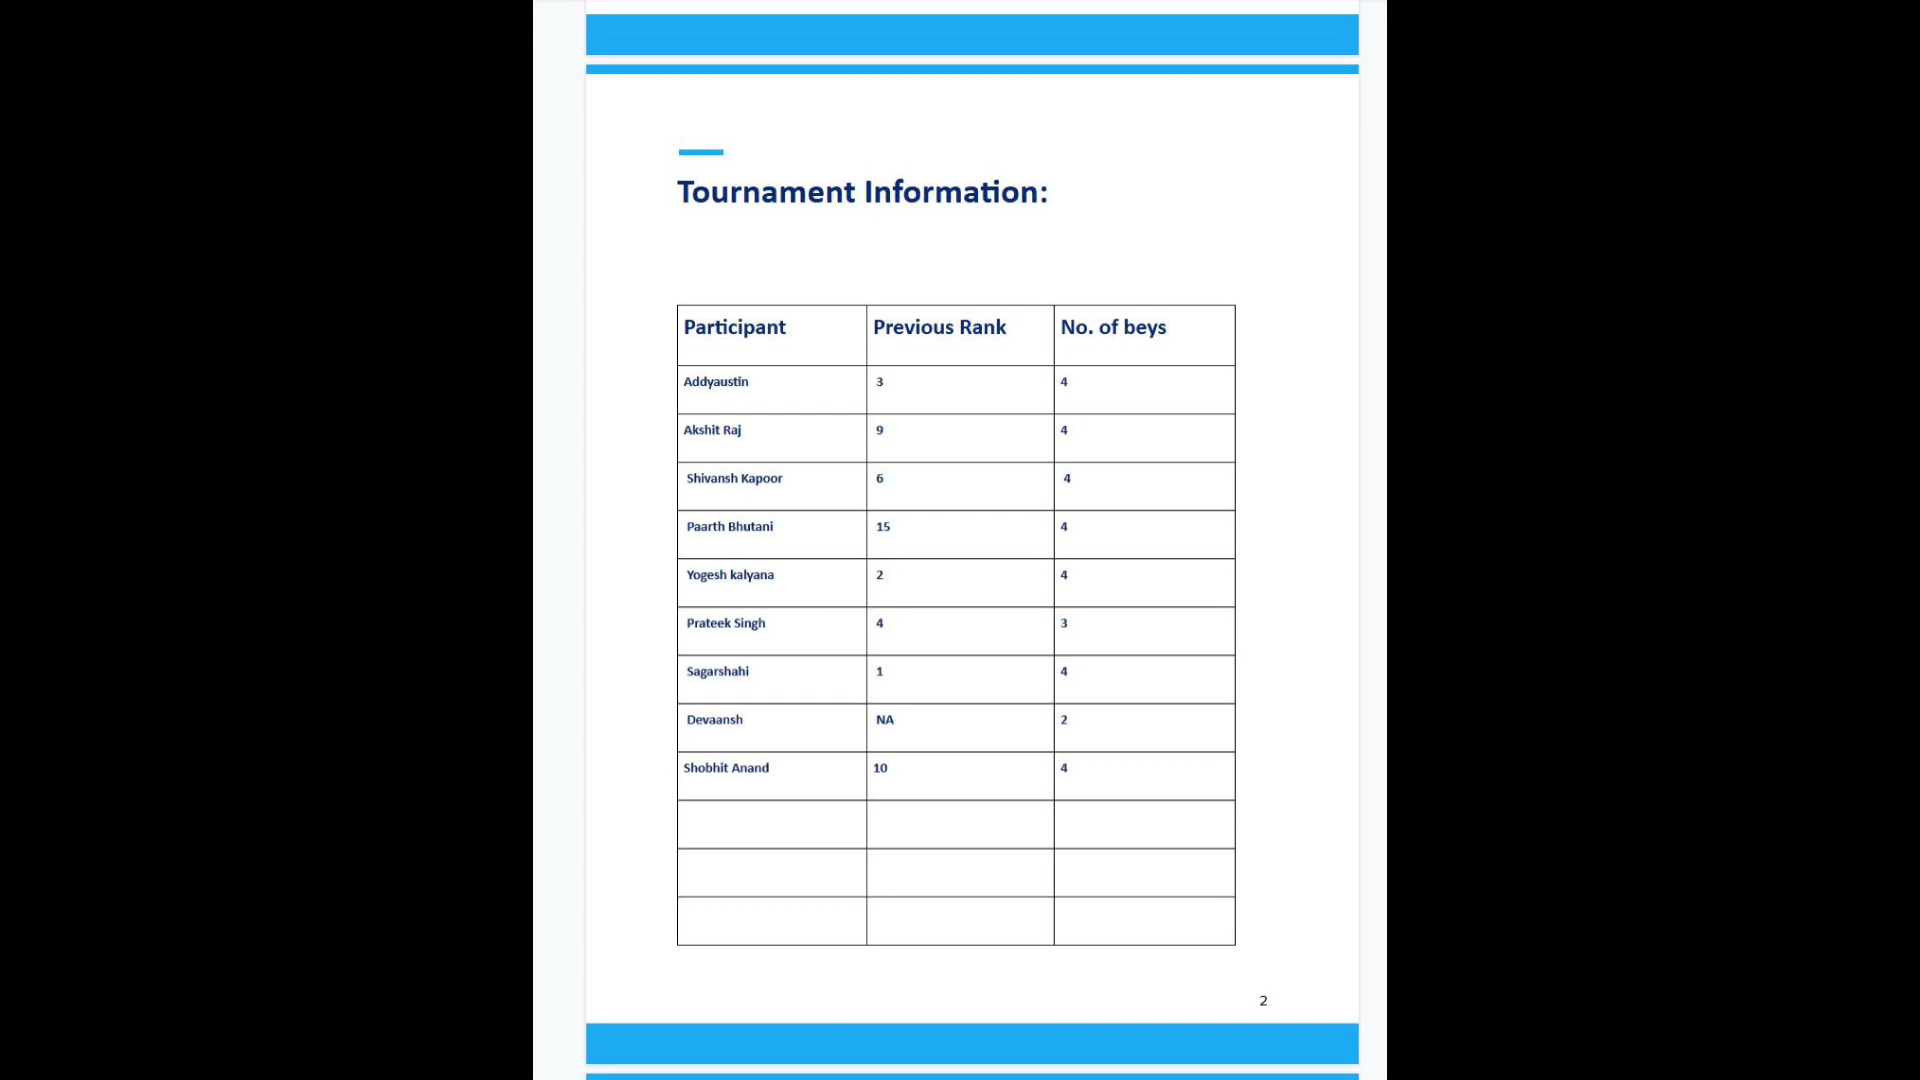 Tournament Information:
Participant Previous Rank No. of beys
Addyaustin 3 4
Akshit Raj 9 4
Shivansh Kapoor 6 4
Paarth Bhutani 15 4
Yogesh kalyana 2 4
Prateek Singh 4 3
Sagarshahi 1 4
Devaansh NA 2
Shobhit Anand 10 4
2